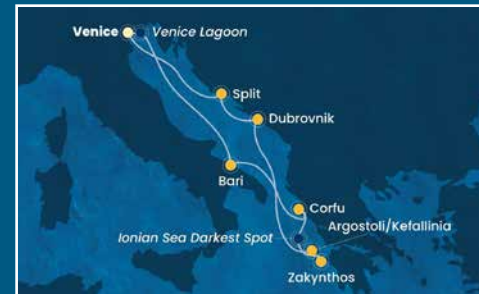 Venice Venice Lagoon
Split
Dubrovnik
Bari
Corfu
Argostoli/Kefallinia
Ionian Sea Darkest Spot
Zakynthos